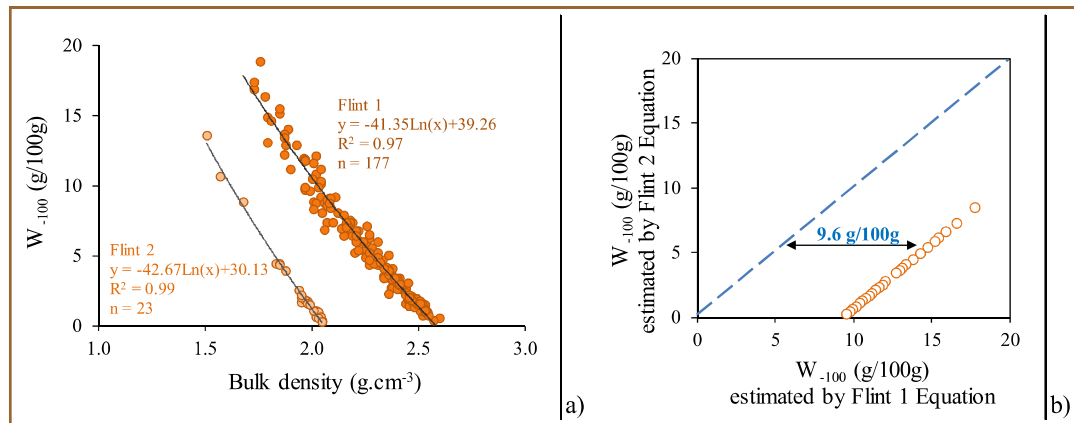 W-100 (g/100g)
20
15
10
5
0
Flint 1
y = -41.35Ln(x)+39.26
R² = 0.97
n = 177
Flint 2
y = -42.67Ln(x)+30.13
R² = 0.99
n = 23
1.0 1.5 2.0 2.5 3.0
Bulk density (g.cm-3)
a)
W-100 (g/100g)
estimated by Flint 2 Equation
20
15
10
5
0
9.6 g/100g
0 5 10 15 20
W-100 (g/100g)
estimated by Flint 1 Equation
b)